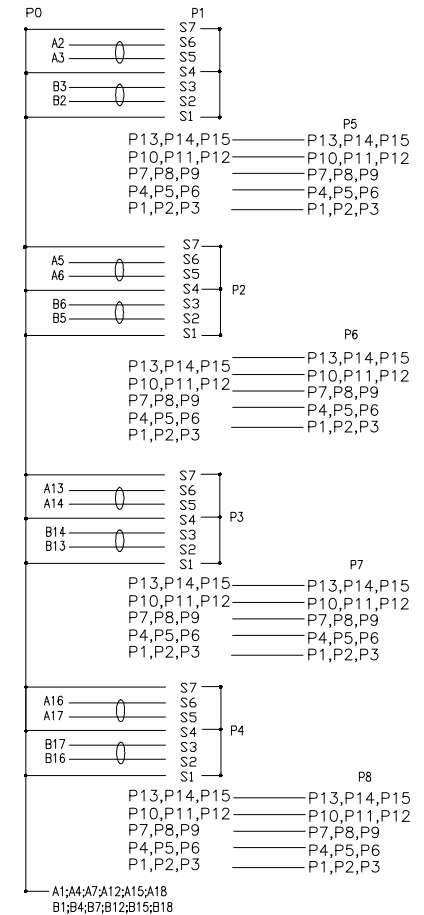 P0 P1
S7
A2 S6
A3 S5
S4
B3 S3
B2 S2
S1
P5
P13,P14,P15 P13,P14,P15
P10,P11,P12 P10,P11,P12
P7,P8,P9 P7,P8,P9
P4,P5,P6 P4,P5,P6
P1,P2,P3 P1,P2,P3
S7
A5 S6
A6 S5
S4 P2
B6 S3
B5 S2
S1
P6
P13,P14,P15 P13,P14,P15
P10,P11,P12 P10,P11,P12
P7,P8,P9 P7,P8,P9
P4,P5,P6 P4,P5,P6
P1,P2,P3 P1,P2,P3
S7
A13 S6
A14 S5
S4 P3
B14 S3
B13 S2
S1
P7
P13,P14,P15 P13,P14,P15
P10,P11,P12 P10,P11,P12
P7,P8,P9 P7,P8,P9
P4,P5,P6 P4,P5,P6
P1,P2,P3 P1,P2,P3
S7
A16 S6
A17 S5
S4 P4
B17 S3
B16 S2
S1
P8
P13,P14,P15 P13,P14,P15
P10,P11,P12 P10,P11,P12
P7,P8,P9 P7,P8,P9
P4,P5,P6 P4,P5,P6
P1,P2,P3 P1,P2,P3
A1;A4;A7;A12;A15;A18
B1;B4;B7;B12;B15;B18